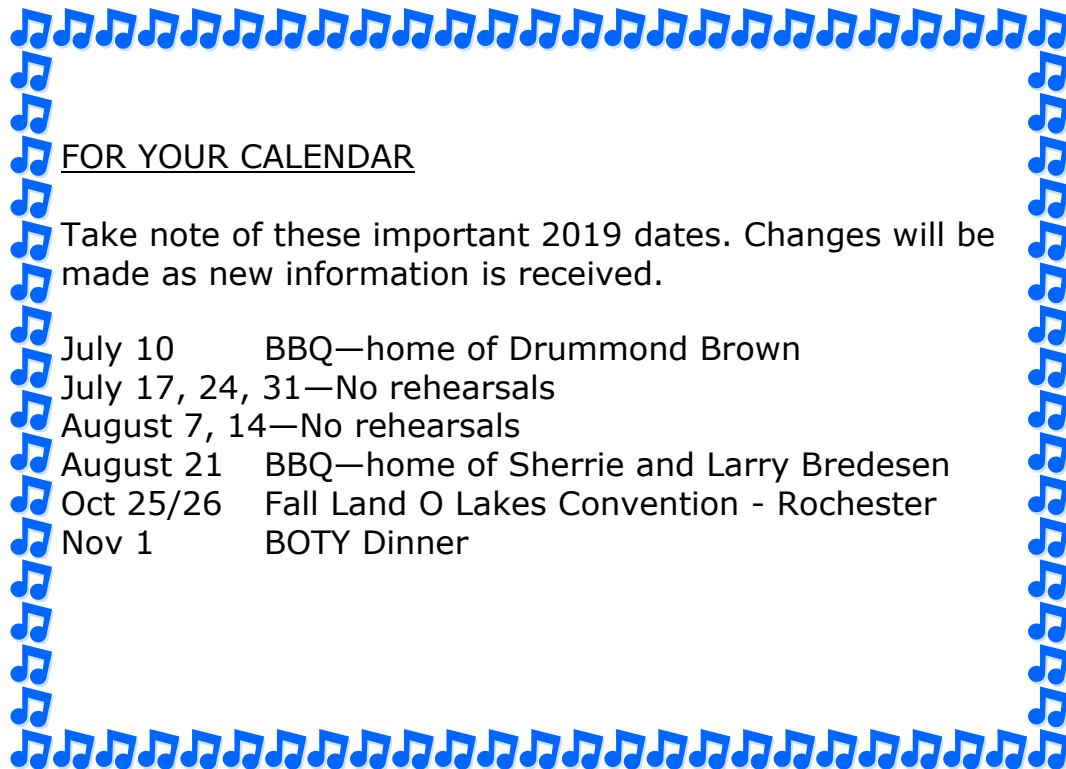 FOR YOUR CALENDAR
Take note of these important 2019 dates. Changes will be
made as new information is received.
July 10 BBQ—home of Drummond Brown
July 17, 24, 31—No rehearsals
August 7, 14—No rehearsals
August 21 BBQ—home of Sherrie and Larry Bredesen
Oct 25/26 Fall Land O Lakes Convention - Rochester
Nov 1 BOTY Dinner